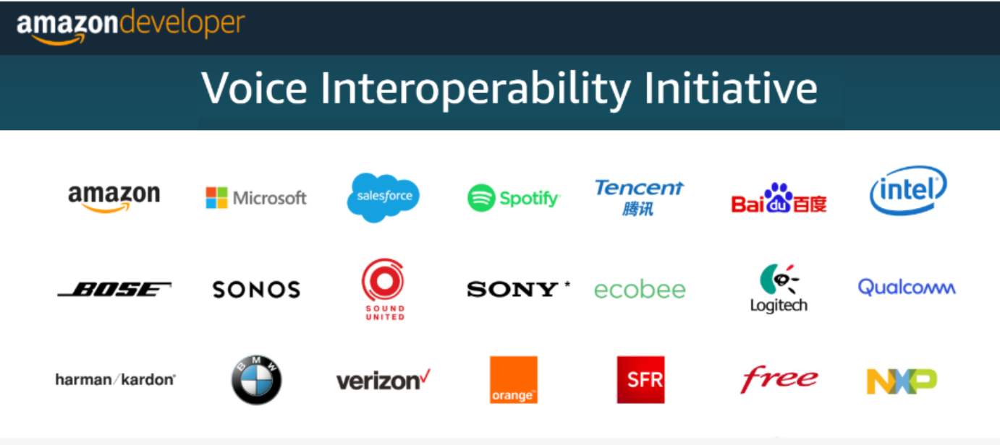 amazondeveloper
Voice Interoperability Initiative
amazon
Microsoft
salesforce
Spotify
Tencent
腾讯
Bai du 百度
intel
BOSE
SONOS
SOUND
UNITED
SONY*
ecobee
Logitech
Qualcomm
harman/kardon
BMW
verizon
orange
SFR
free
NXP